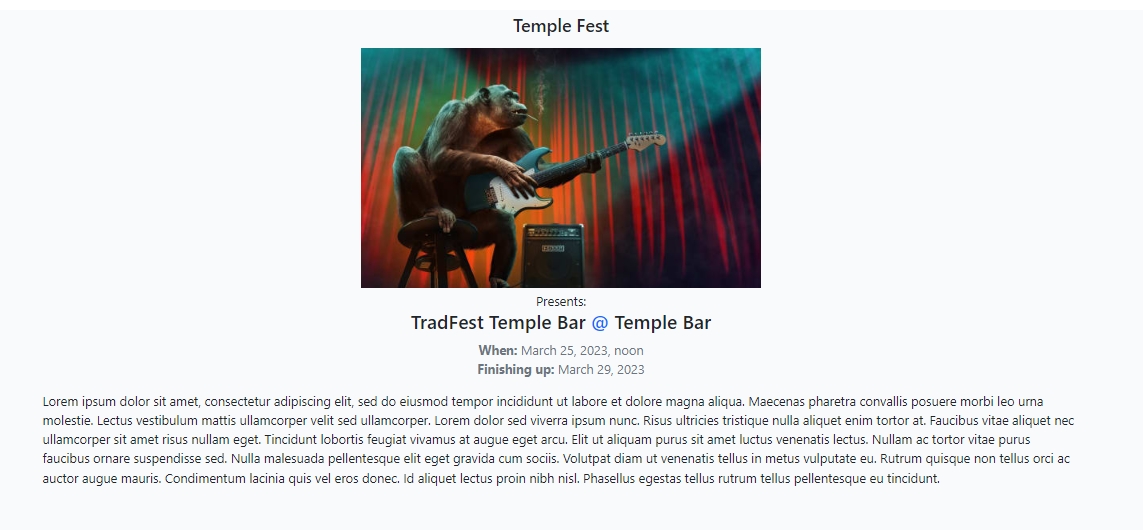 Temple Fest
Presents:
TradFest Temple Bar @ Temple Bar
When: March 25, 2023, noon
Finishing up: March 29, 2023
Lorem ipsum dolor sit amet, consectetur adipiscing elit, sed do eiusmod tempor incididunt ut labore et dolore magna aliqua. Maecenas pharetra convallis posuere morbi leo urna
molestie. Lectus vestibulum mattis ullamcorper velit sed ullamcorper. Lorem dolor sed viverra ipsum nunc. Risus ultricies tristique nulla aliquet enim tortor at. Faucibus vitae aliquet nec
ullamcorper sit amet risus nullam eget. Tincidunt lobortis feugiat vivamus at augue eget arcu. Elit ut aliquam purus sit amet luctus venenatis lectus. Nullam ac tortor vitae purus
faucibus ornare suspendisse sed. Nulla malesuada pellentesque elit eget gravida cum sociis. Volutpat diam ut venenatis tellus in metus vulputate eu. Rutrum quisque non tellus orci ac
auctor augue mauris. Condimentum lacinia quis vel eros donec. Id aliquet lectus proin nibh nisl. Phasellus egestas tellus rutrum tellus pellentesque eu tincidunt.